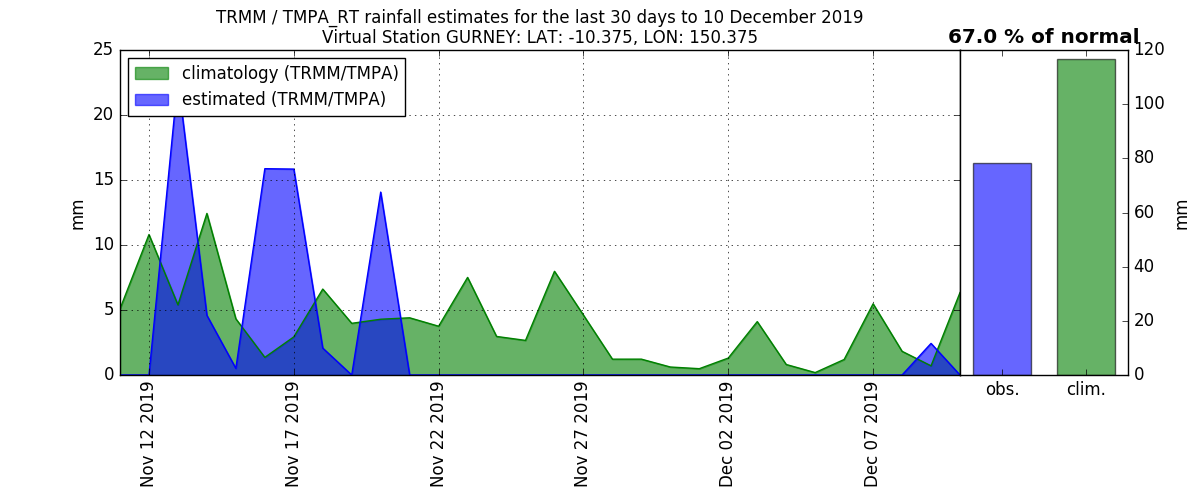 TRMM / TMPA_RT rainfall estimates for the last 30 days to 10 December 2019
Virtual Station GURNEY: LAT: -10.375, LON: 150.375
67.0 % of normal
climatology (TRMM/TMPA)
estimated (TRMM/TMPA)
25
20
15
10
5
0
mm
Nov 12 2019
Nov 17 2019
Nov 22 2019
Nov 27 2019
Dec 02 2019
Dec 07 2019
obs.
clim.
120
100
80
60
40
20
0
mm